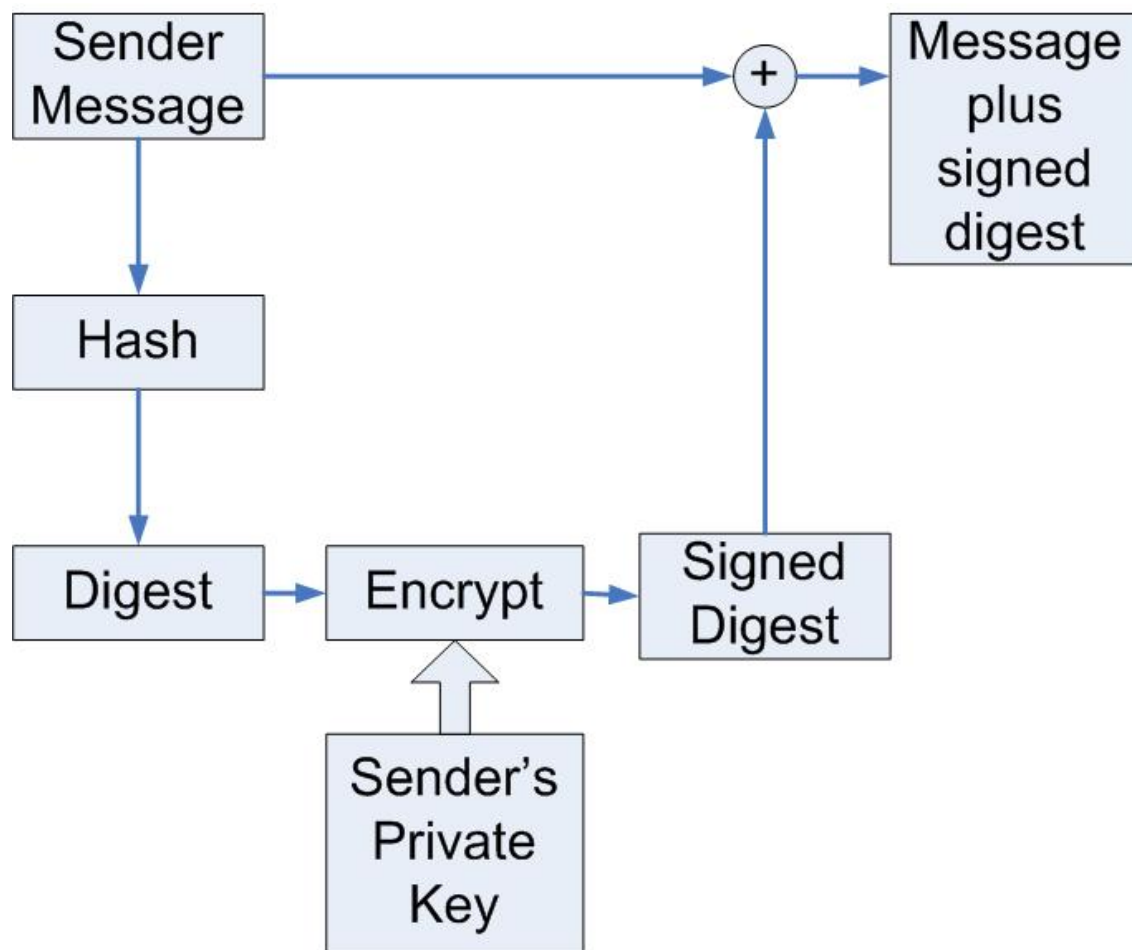 Sender
Message
+
Message
plus
signed
digest
Hash
Digest
Encrypt
Signed
Digest
Sender’s
Private
Key